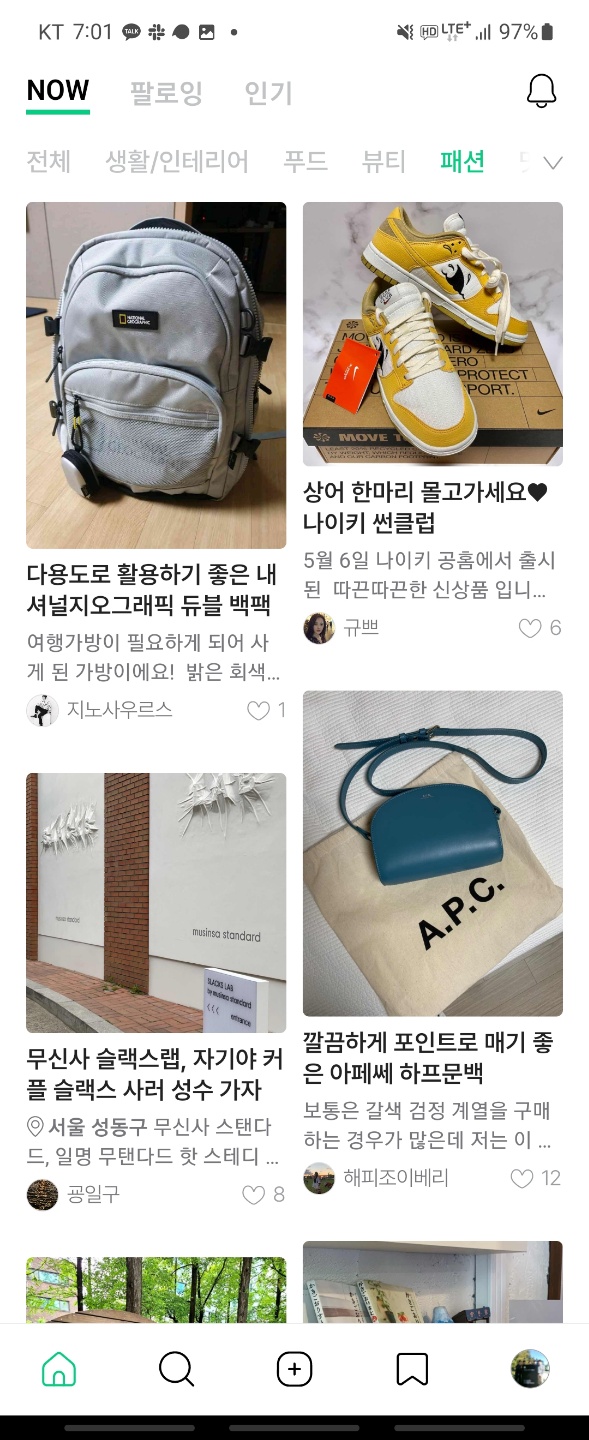 KT 7:01 TALK HD LTE+ 97%
NOW 팔로잉 인기
전체 생활/인테리어 푸드 뷰티 패션
NATIONAL
GEOGRAPHIC
다용도로 활용하기 좋은 내
셔널지오그래픽 듀블 백팩
여행가방이 필요하게 되어 사
게 된 가방이에요! 밝은 회색...
지노사우르스 1
PROTECT
SPORT.
MOVE
상어 한마리 몰고가세요♥
나이키 썬클럽
5월 6일 나이키 공홈에서 출시
된 따끈따끈한 신상품 입니...
규쁘 6
musinsa standard
musinsa standard
SLACKS LAB
by musinsa standard
entrance
무신사 슬랙스랩, 자기야 커
플 슬랙스 사러 성수 가자
서울 성동구 무신사 스탠다
드, 일명 무탠다드 핫 스테디 ...
굥일구 8
A.P.C.
깔끔하게 포인트로 매기 좋
은 아페쎄 하프문백
보통은 갈색 검정 계열을 구매
하는 경우가 많은데 저는 이 ...
해피조이베리 12